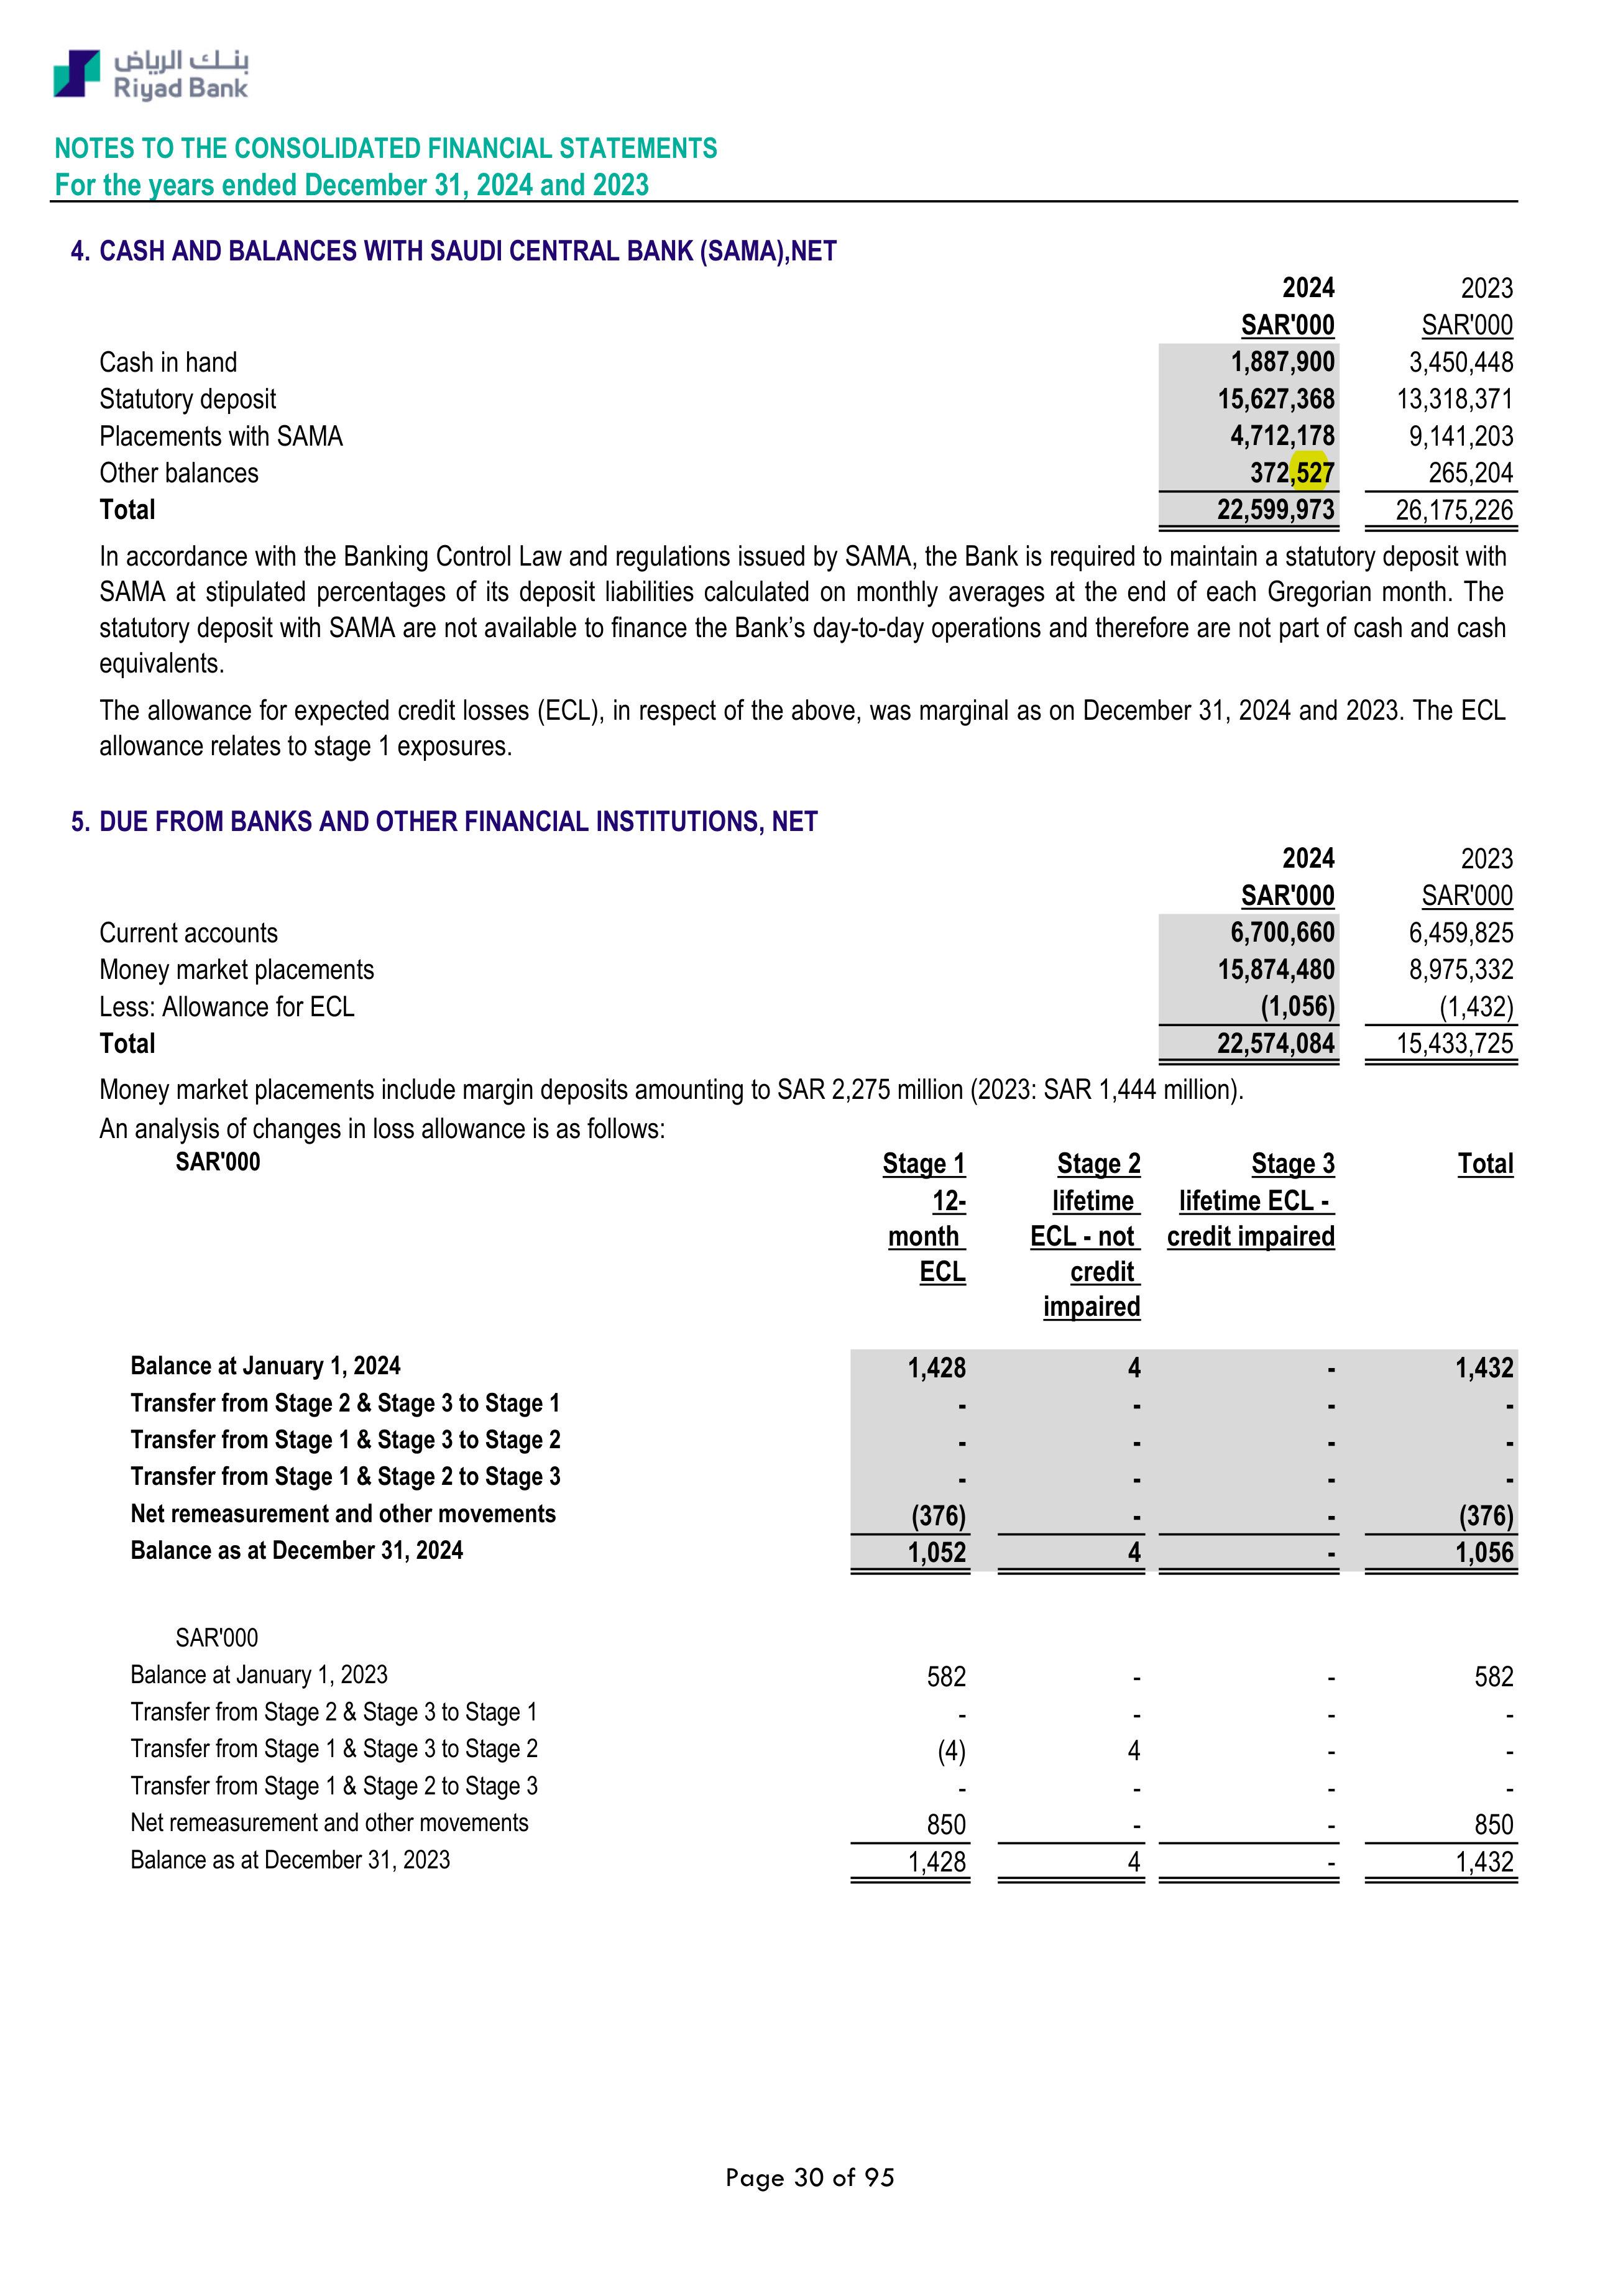 بنك الرياض
Riyad Bank
NOTES TO THE CONSOLIDATED FINANCIAL STATEMENTS
For the years ended December 31, 2024 and 2023
4. CASH AND BALANCES WITH SAUDI CENTRAL BANK (SAMA),NET
2024 2023
SAR'000 SAR'000
Cash in hand 1,887,900 3,450,448
Statutory deposit 15,627,368 13,318,371
Placements with SAMA 4,712,178 9,141,203
Other balances 372,527 265,204
Total 22,599,973 26,175,226
In accordance with the Banking Control Law and regulations issued by SAMA, the Bank is required to maintain a statutory deposit with
SAMA at stipulated percentages of its deposit liabilities calculated on monthly averages at the end of each Gregorian month. The
statutory deposit with SAMA are not available to finance the Bank’s day-to-day operations and therefore are not part of cash and cash
equivalents.
The allowance for expected credit losses (ECL), in respect of the above, was marginal as on December 31, 2024 and 2023. The ECL
allowance relates to stage 1 exposures.
5. DUE FROM BANKS AND OTHER FINANCIAL INSTITUTIONS, NET
2024 2023
SAR'000 SAR'000
Current accounts 6,700,660 6,459,825
Money market placements 15,874,480 8,975,332
Less: Allowance for ECL (1,056) (1,432)
Total 22,574,084 15,433,725
Money market placements include margin deposits amounting to SAR 2,275 million (2023: SAR 1,444 million).
An analysis of changes in loss allowance is as follows:
SAR'000 Stage 1 Stage 2 Stage 3 Total
12- lifetime lifetime ECL -
month ECL - not credit impaired
ECL credit
impaired
Balance at January 1, 2024 1,428 4 - 1,432
Transfer from Stage 2 & Stage 3 to Stage 1 - - - -
Transfer from Stage 1 & Stage 3 to Stage 2 - - - -
Transfer from Stage 1 & Stage 2 to Stage 3 - - - -
Net remeasurement and other movements (376) - - (376)
Balance as at December 31, 2024 1,052 4 - 1,056
SAR'000
Balance at January 1, 2023 582 - - 582
Transfer from Stage 2 & Stage 3 to Stage 1 - - - -
Transfer from Stage 1 & Stage 3 to Stage 2 (4) 4 - -
Transfer from Stage 1 & Stage 2 to Stage 3 - - - -
Net remeasurement and other movements 850 - - 850
Balance as at December 31, 2023 1,428 4 - 1,432
Page 30 of 95